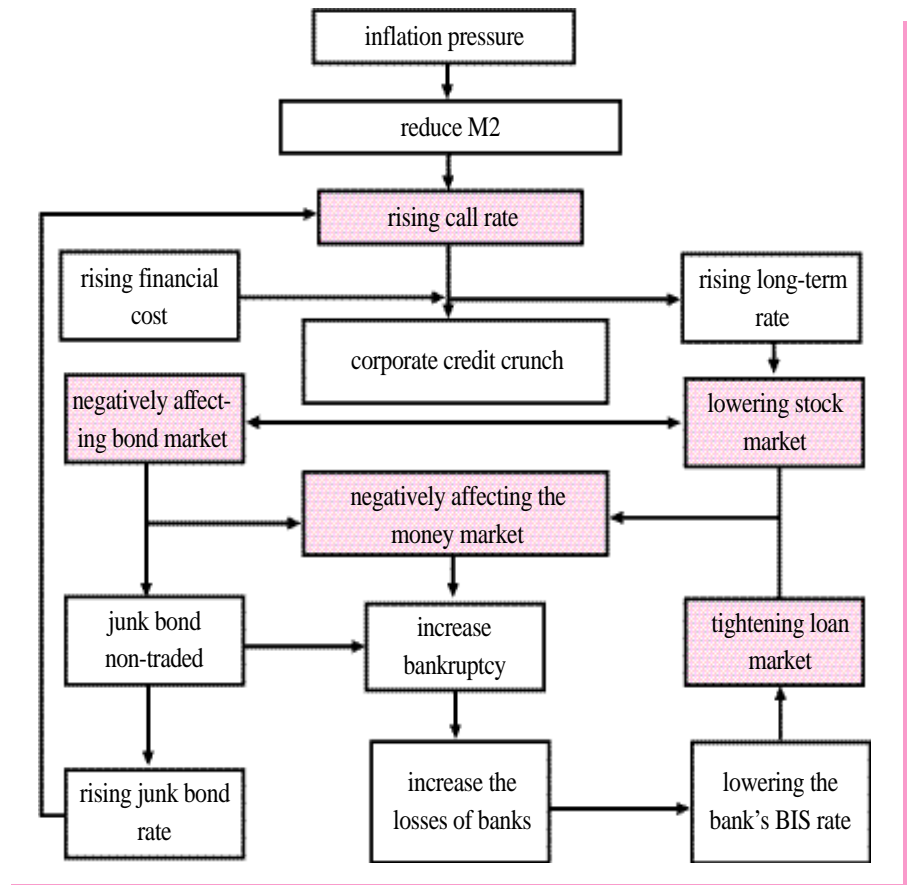 inflation pressure
reduce M2
rising call rate
rising financial
cost
rising long-term
rate
corporate credit crunch
negatively affect-
ing bond market
lowering stock
market
negatively affecting the
money market
junk bond
non-traded
increase
bankruptcy
tightening loan
market
rising junk bond
rate
increase the
losses of banks
lowering the
bank's BIS rate